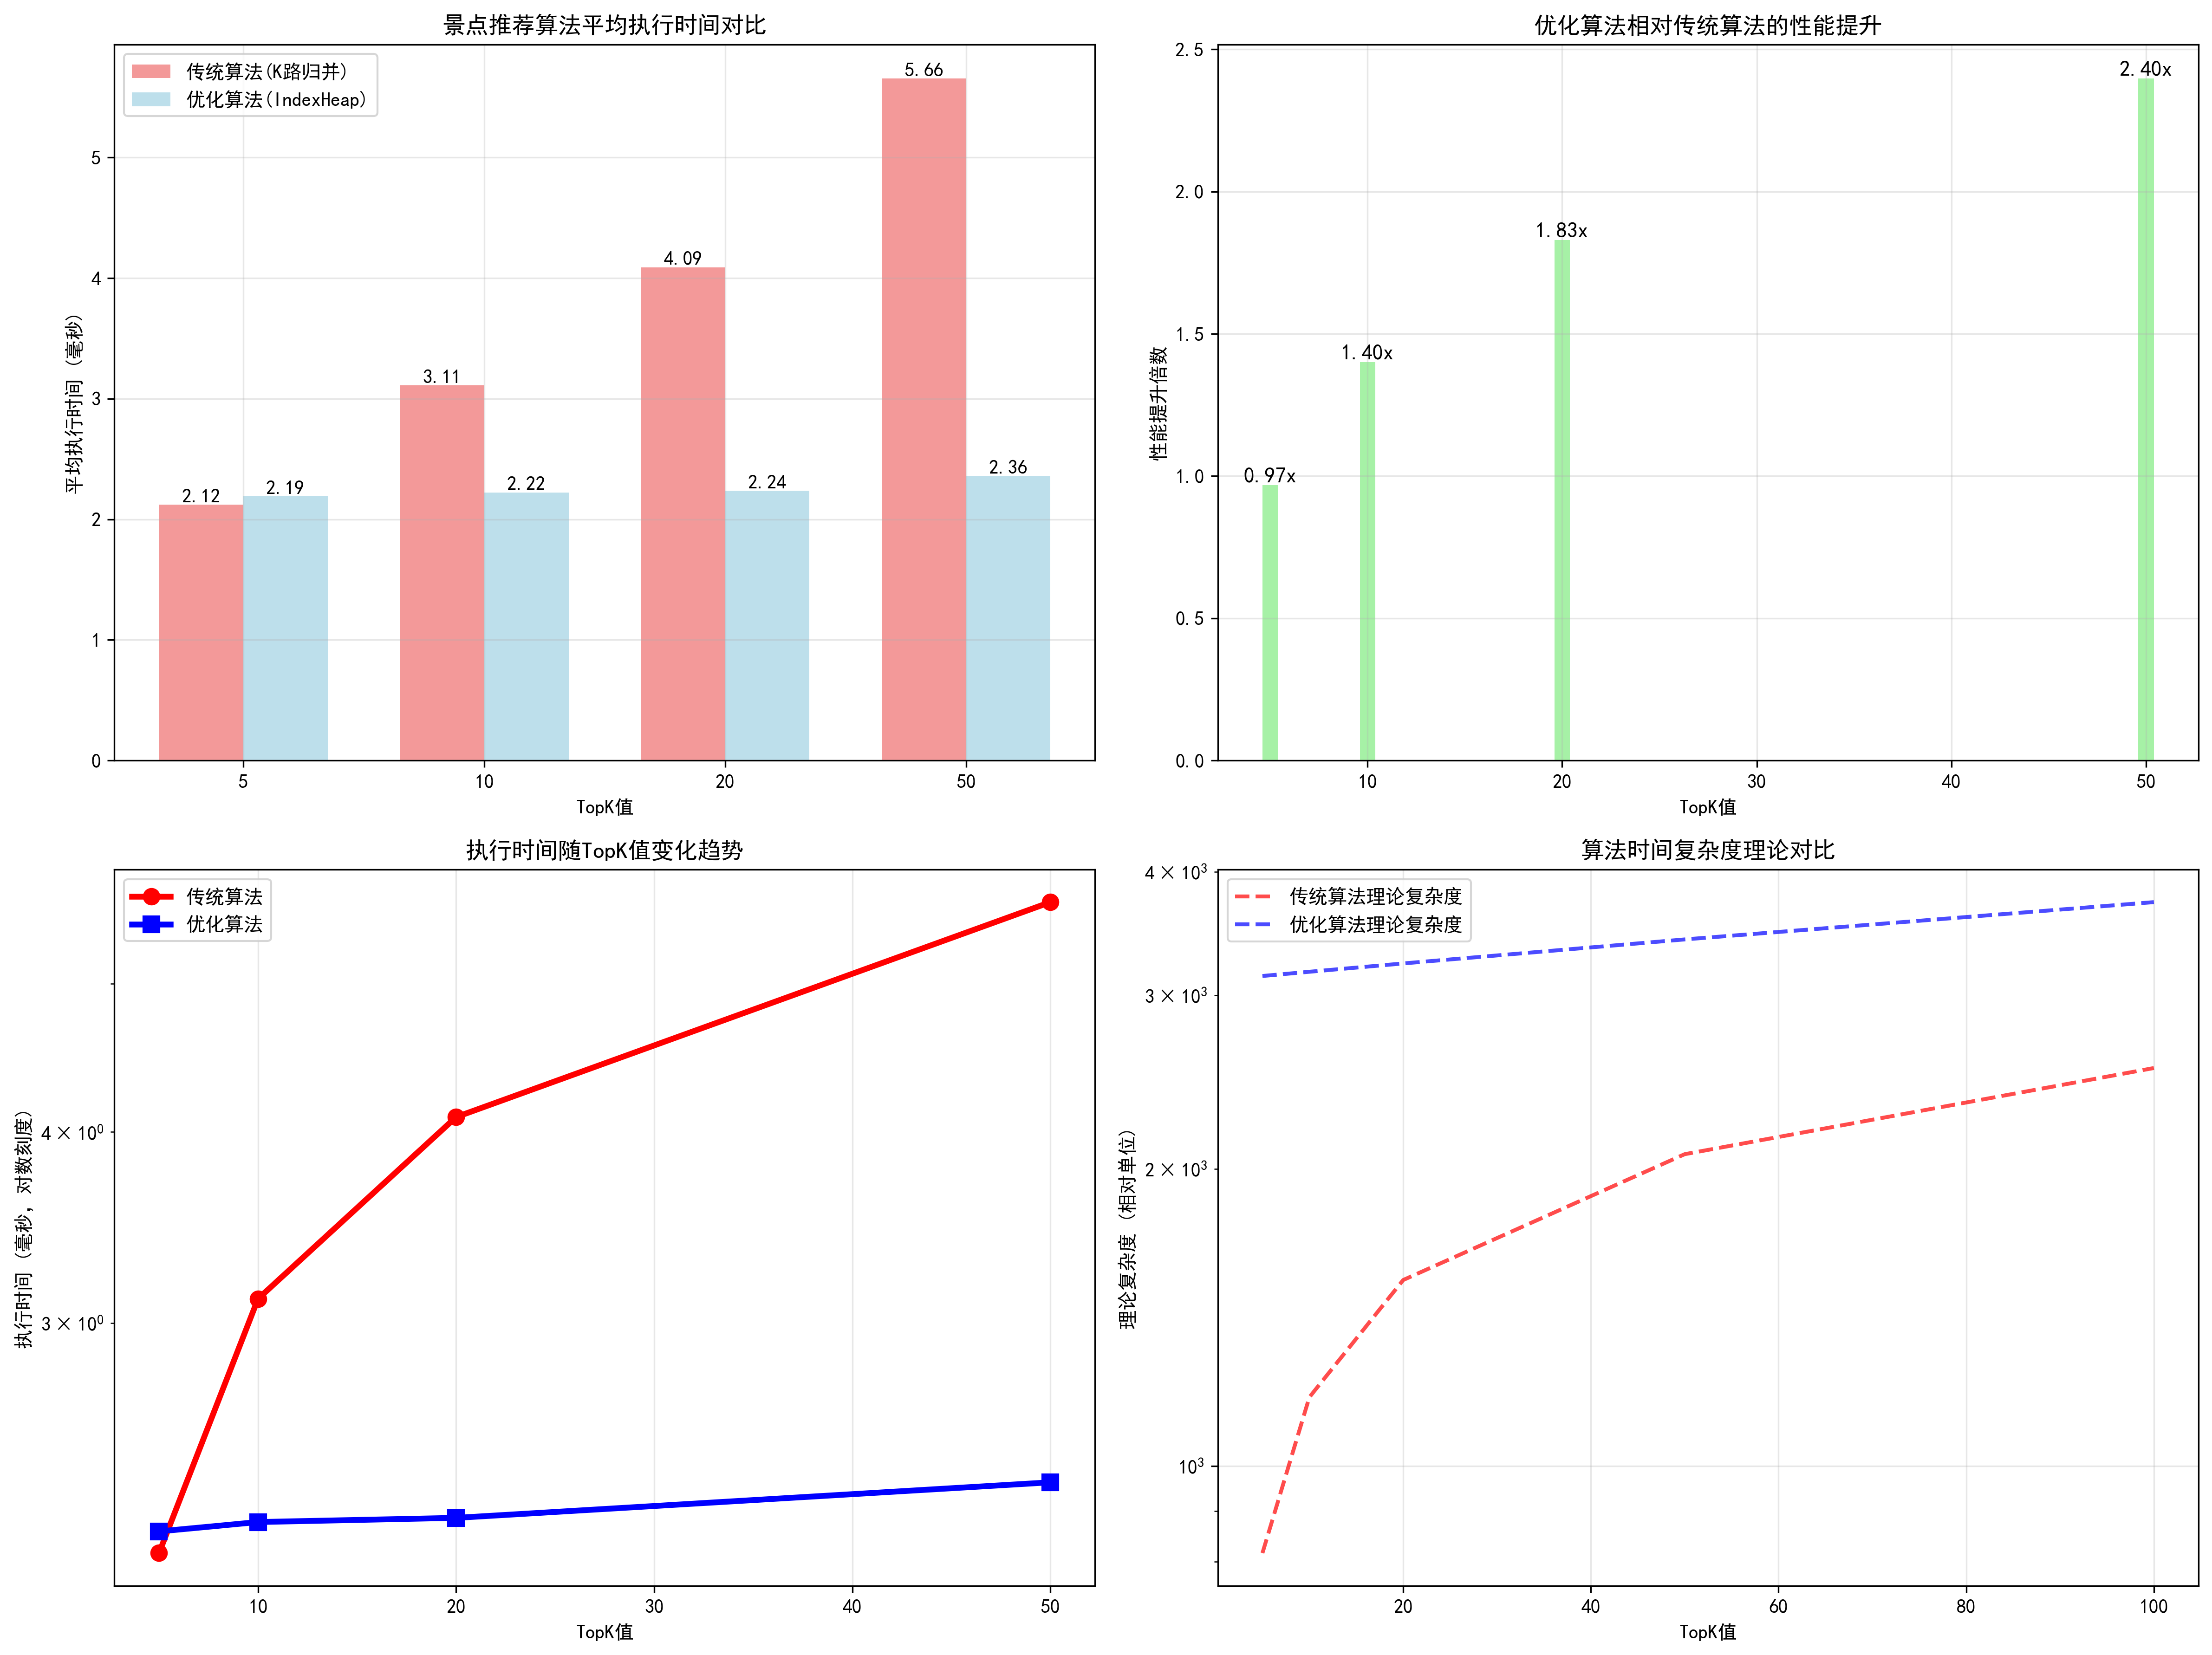 景点推荐算法平均执行时间对比
传统算法(K路归并)
优化算法(IndexHeap)
平均执行时间 (毫秒)
5
4
3
2
1
0
2.12
2.19
3.11
2.22
4.09
2.24
5.66
2.36
5
10
20
50
TopK值
优化算法相对传统算法的性能提升
性能提升倍数
2.5
2.0
1.5
1.0
0.5
0.0
0.97x
1.40x
1.83x
2.40x
10
20
30
40
50
TopK值
执行时间随TopK值变化趋势
传统算法
优化算法
执行时间 (毫秒, 对数刻度)
4 × 10⁰
3 × 10⁰
10
20
30
40
50
TopK值
算法时间复杂度理论对比
传统算法理论复杂度
优化算法理论复杂度
理论复杂度 (相对单位)
4 × 10³
3 × 10³
2 × 10³
10³
20
40
60
80
100
TopK值